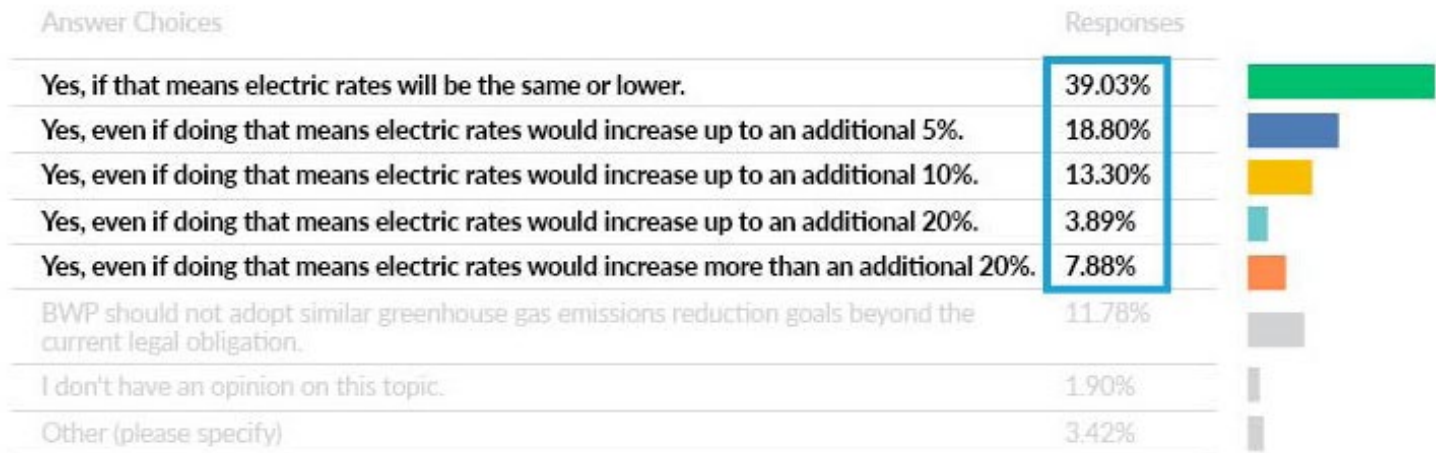 Answer Choices Responses
Yes, if that means electric rates will be the same or lower. 39.03%
Yes, even if doing that means electric rates would increase up to an additional 5%. 18.80%
Yes, even if doing that means electric rates would increase up to an additional 10%. 13.30%
Yes, even if doing that means electric rates would increase up to an additional 20%. 3.89%
Yes, even if doing that means electric rates would increase more than an additional 20%. 7.88%
BWP should not adopt similar greenhouse gas emissions reduction goals beyond the 11.78%
current legal obligation.
I don't have an opinion on this topic. 1.90%
Other (please specify) 3.42%